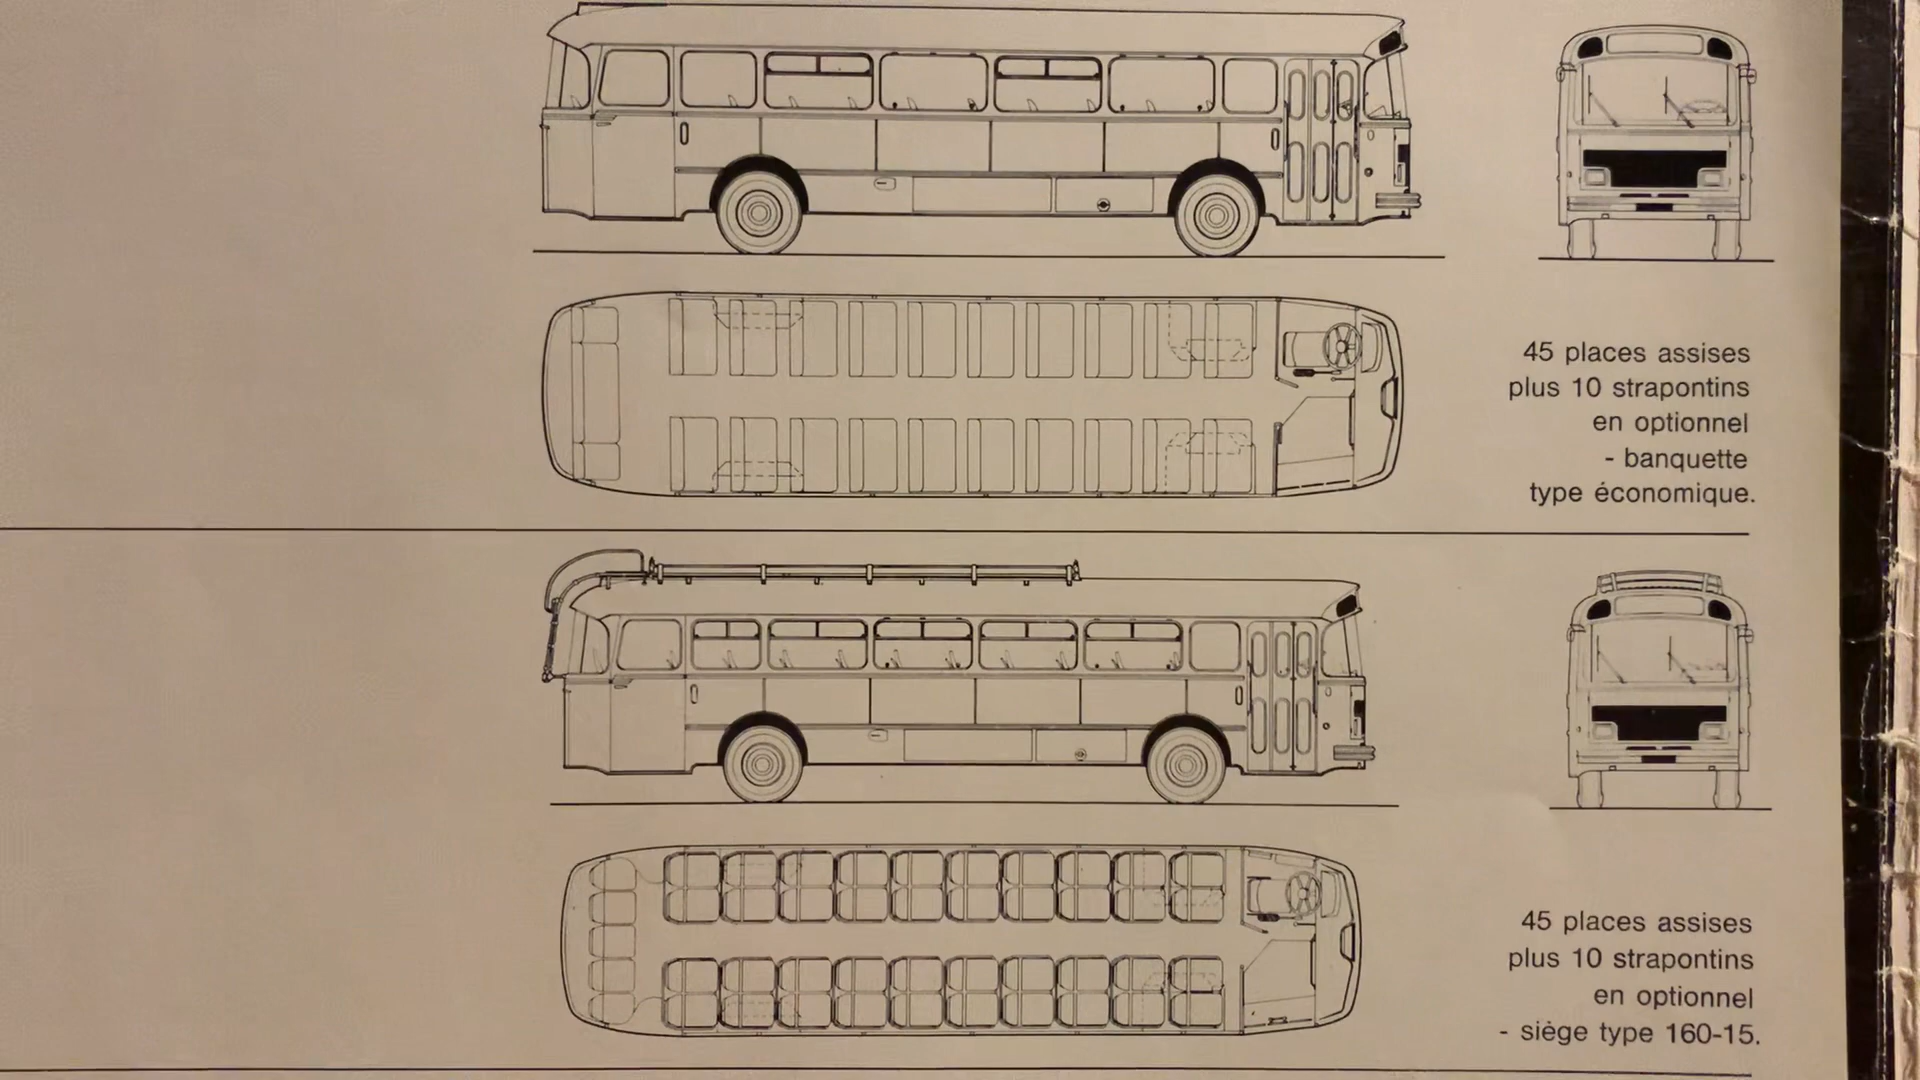 45 places assises
plus 10 strapontins
en optionnel
- banquette
type économique.
45 places assises
plus 10 strapontins
en optionnel
- siége type 160-15.